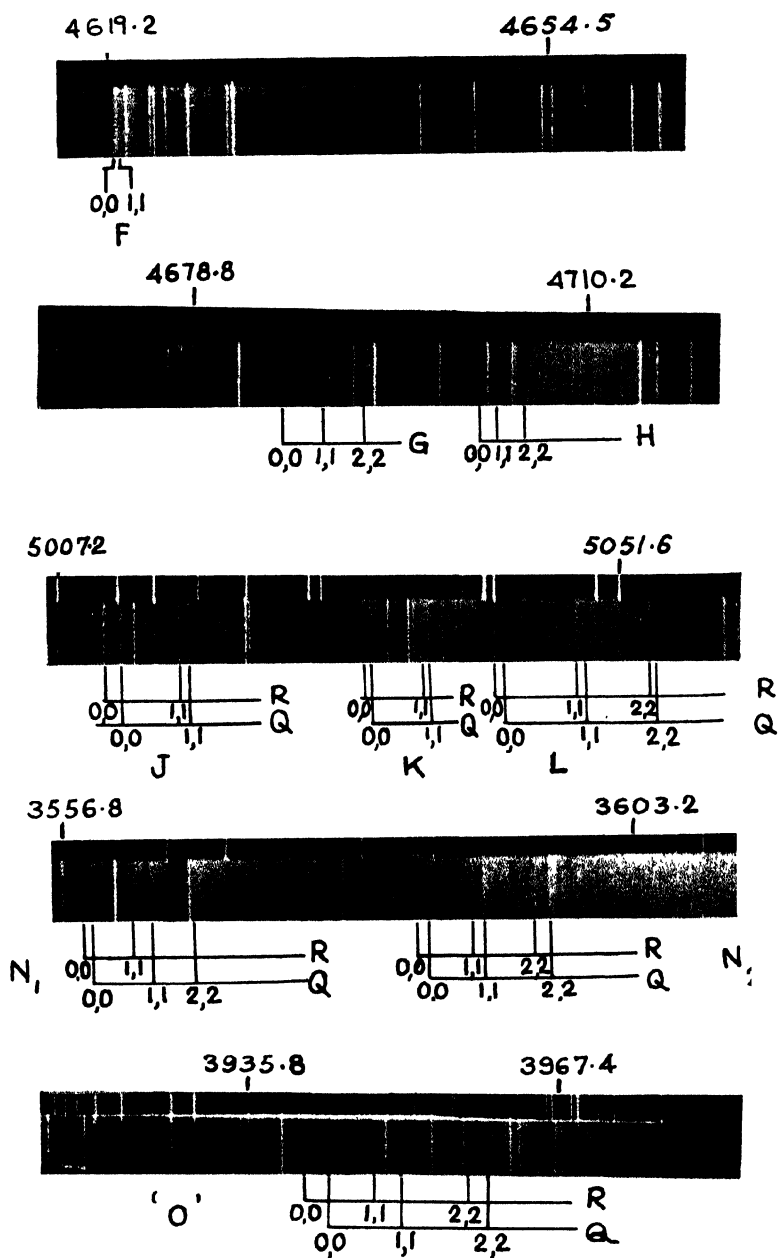 4619.2 4654.5
0,0 1,1
F
4678.8 4710.2
0,0 1,1 2,2 G 0,0 1,1 2,2 H
5007.2 5051.6
0,0 1,1 R 0,0 1,1 R 0,0 1,1 2,2 R
0,0 1,1 Q 0,0 1,1 Q 0,0 1,1 2,2 Q
J K L
3556.8 3603.2
N₁ 0,0 1,1 R 0,0 1,1 2,2 R N
0,0 1,1 2,2 Q 0,0 1,1 2,2 Q
3935.8 3967.4
'O' 0,0 1,1 2,2 R
0,0 1,1 2,2 Q